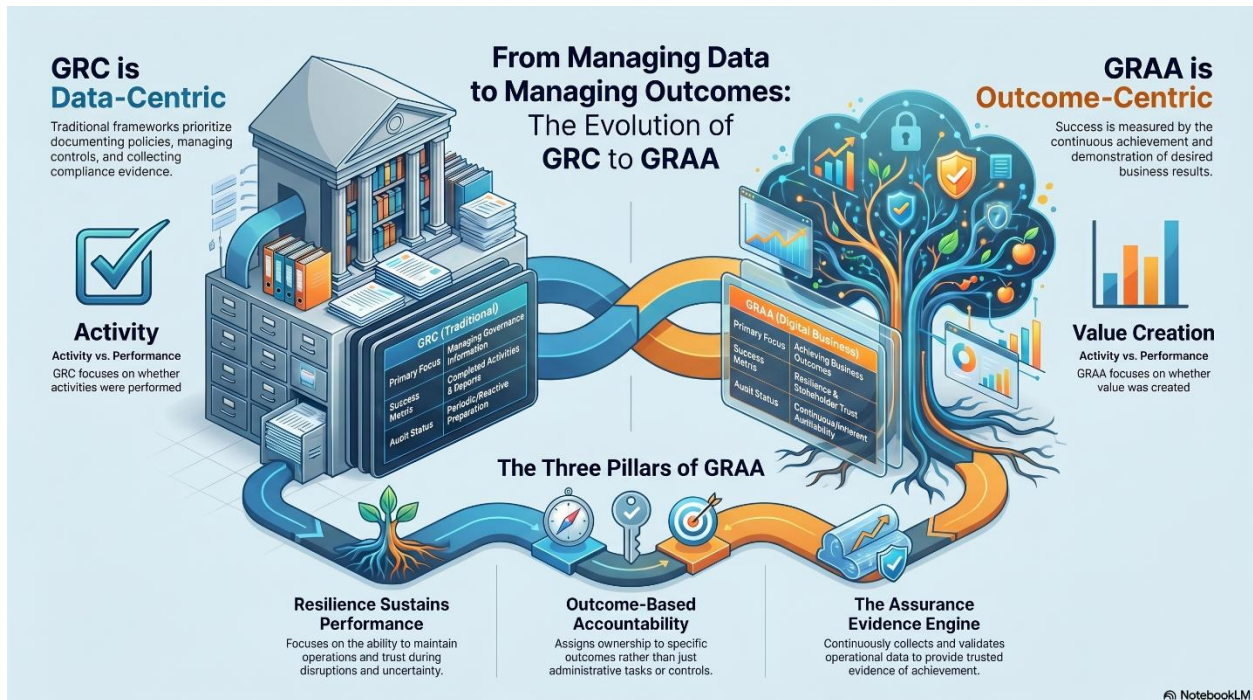 GRC is
Data-Centric
Traditional frameworks prioritize
documenting policies, managing
controls, and collecting
compliance evidence.
Activity
Activity vs. Performance
GRC focuses on whether
activities were performed
From Managing Data
to Managing Outcomes:
The Evolution of
GRC to GRAA
GRAA is
Outcome-Centric
Success is measured by the
continuous achievement and
demonstration of desired
business results.
Value Creation
Activity vs. Performance
GRAA focuses on whether
value was created
GRC (Traditional)
Primary Focus
Managing Governance
Information
Success
Metric
Completed Activities
& Deports
Audit Status
Periodic/Reactive
Preparation
GRAA (Digital Business)
Primary Focus
Achieving Business
Outcomes
Success
Metric
Resilience &
Trust
Audit Status
The Three Pillars of GRAA
Resilience Sustains
Performance
Focuses on the ability to maintain
operations and trust during
disruptions and uncertainty.
Outcome-Based
Accountability
Assigns ownership to specific
outcomes rather than just
administrative tasks or controls.
The Assurance
Evidence Engine
Continuously collects and validates
operational data to provide trusted
evidence of achievement.
NotebookLM